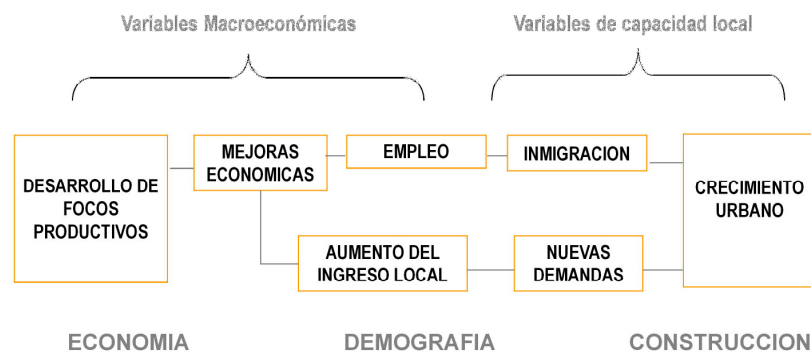 Variables Macroeconómicas
Variables de capacidad local
DESARROLLO DE
FOCOS
PRODUCTIVOS
MEJORAS
ECONOMICAS
EMPLEO
INMIGRACION
CRECIMIENTO
URBANO
AUMENTO DEL
INGRESO LOCAL
NUEVAS
DEMANDAS
ECONOMIA
DEMOGRAFIA
CONSTRUCCION